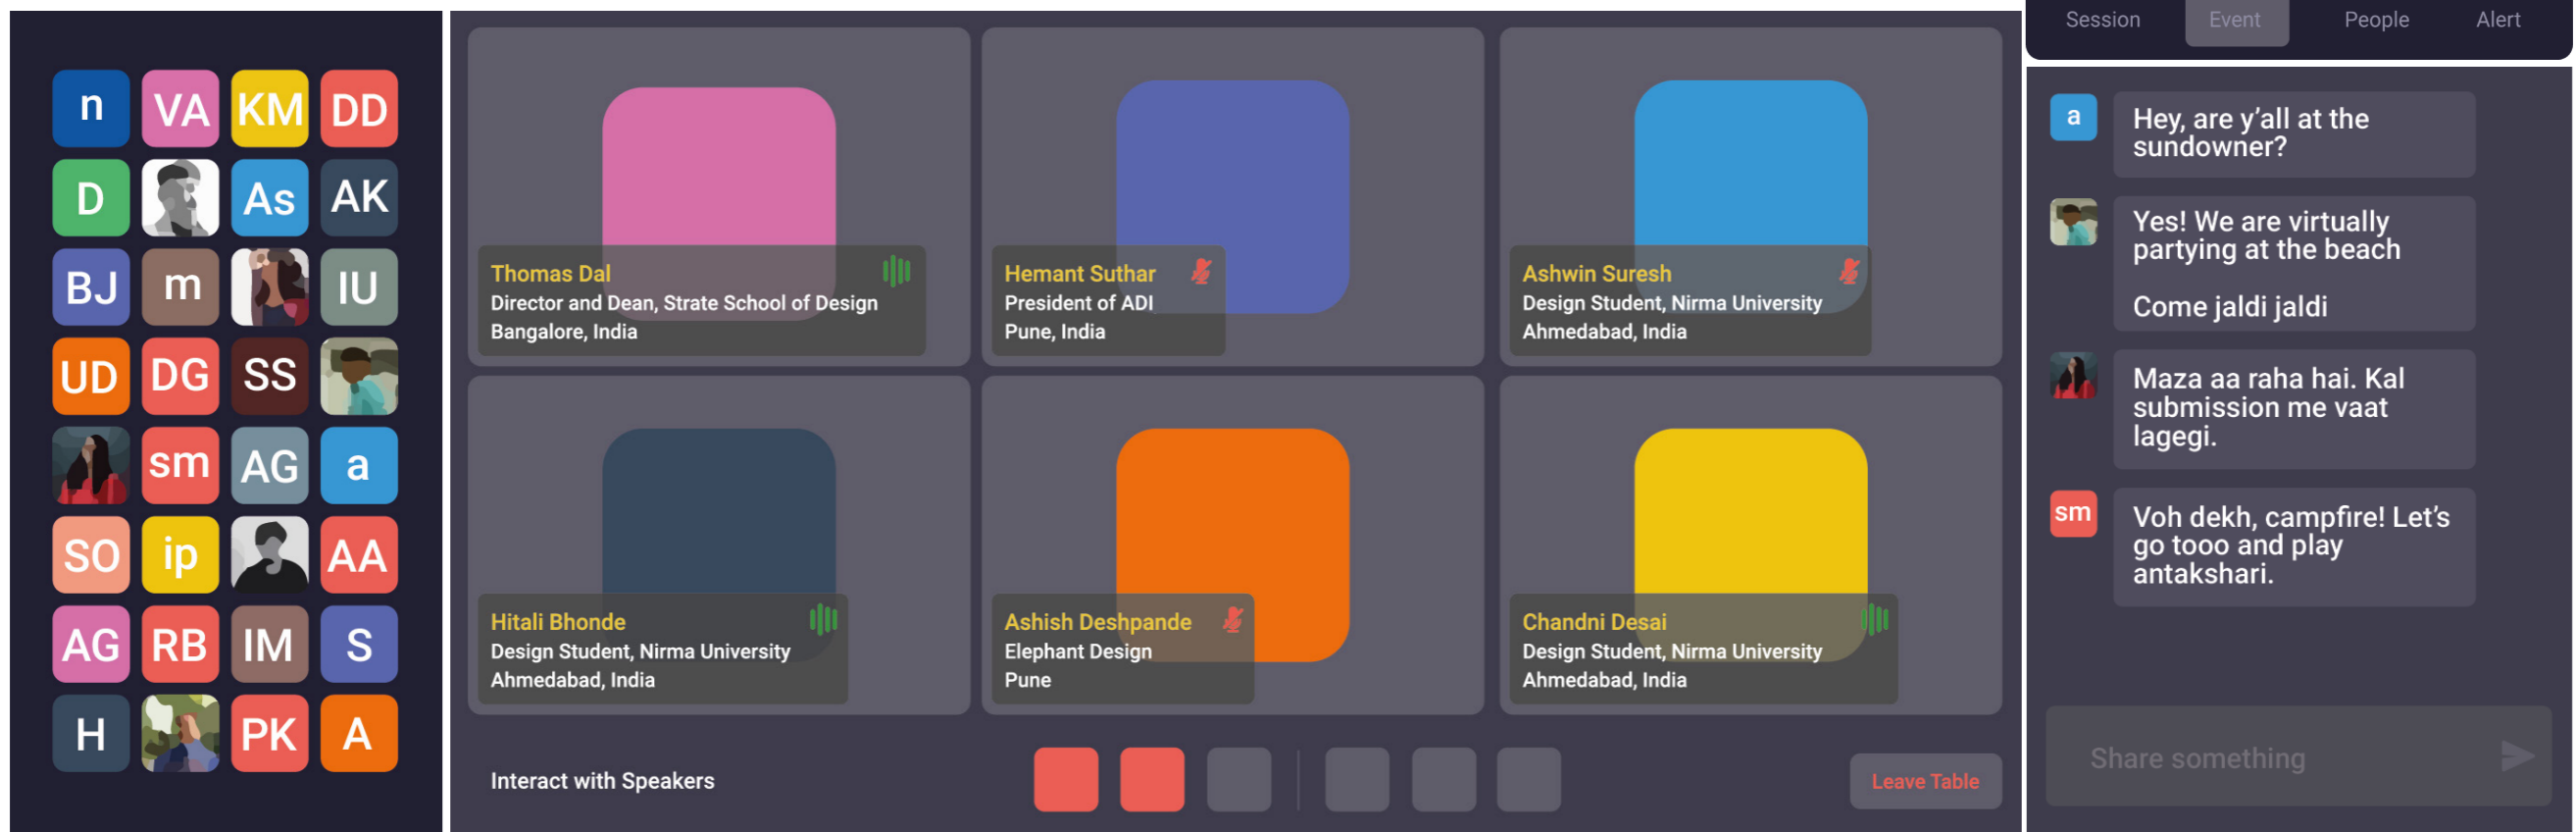 n VA KM DD
D As AK
BJ m IU
UD DG SS
sm AG a
SO ip AA
AG RB IM S
H PK A
Thomas Dal
Director and Dean, Strate School of Design
Bangalore, India
Hemant Suthar
President of ADI
Pune, India
Ashwin Suresh
Design Student, Nirma University
Ahmedabad, India
Hitali Bhonde
Design Student, Nirma University
Ahmedabad, India
Ashish Deshpande
Elephant Design
Pune
Chandni Desai
Design Student, Nirma University
Ahmedabad, India
Interact with Speakers
Leave Table
Session Event People Alert
a
Hey, are y’all at the
sundowner?
Yes! We are virtually
partying at the beach
Come jaldi jaldi
Maza aa raha hai. Kal
submission me vaat
lagegi.
sm
Voh dekh, campfire! Let’s
go tooo and play
antakshari.
Share something